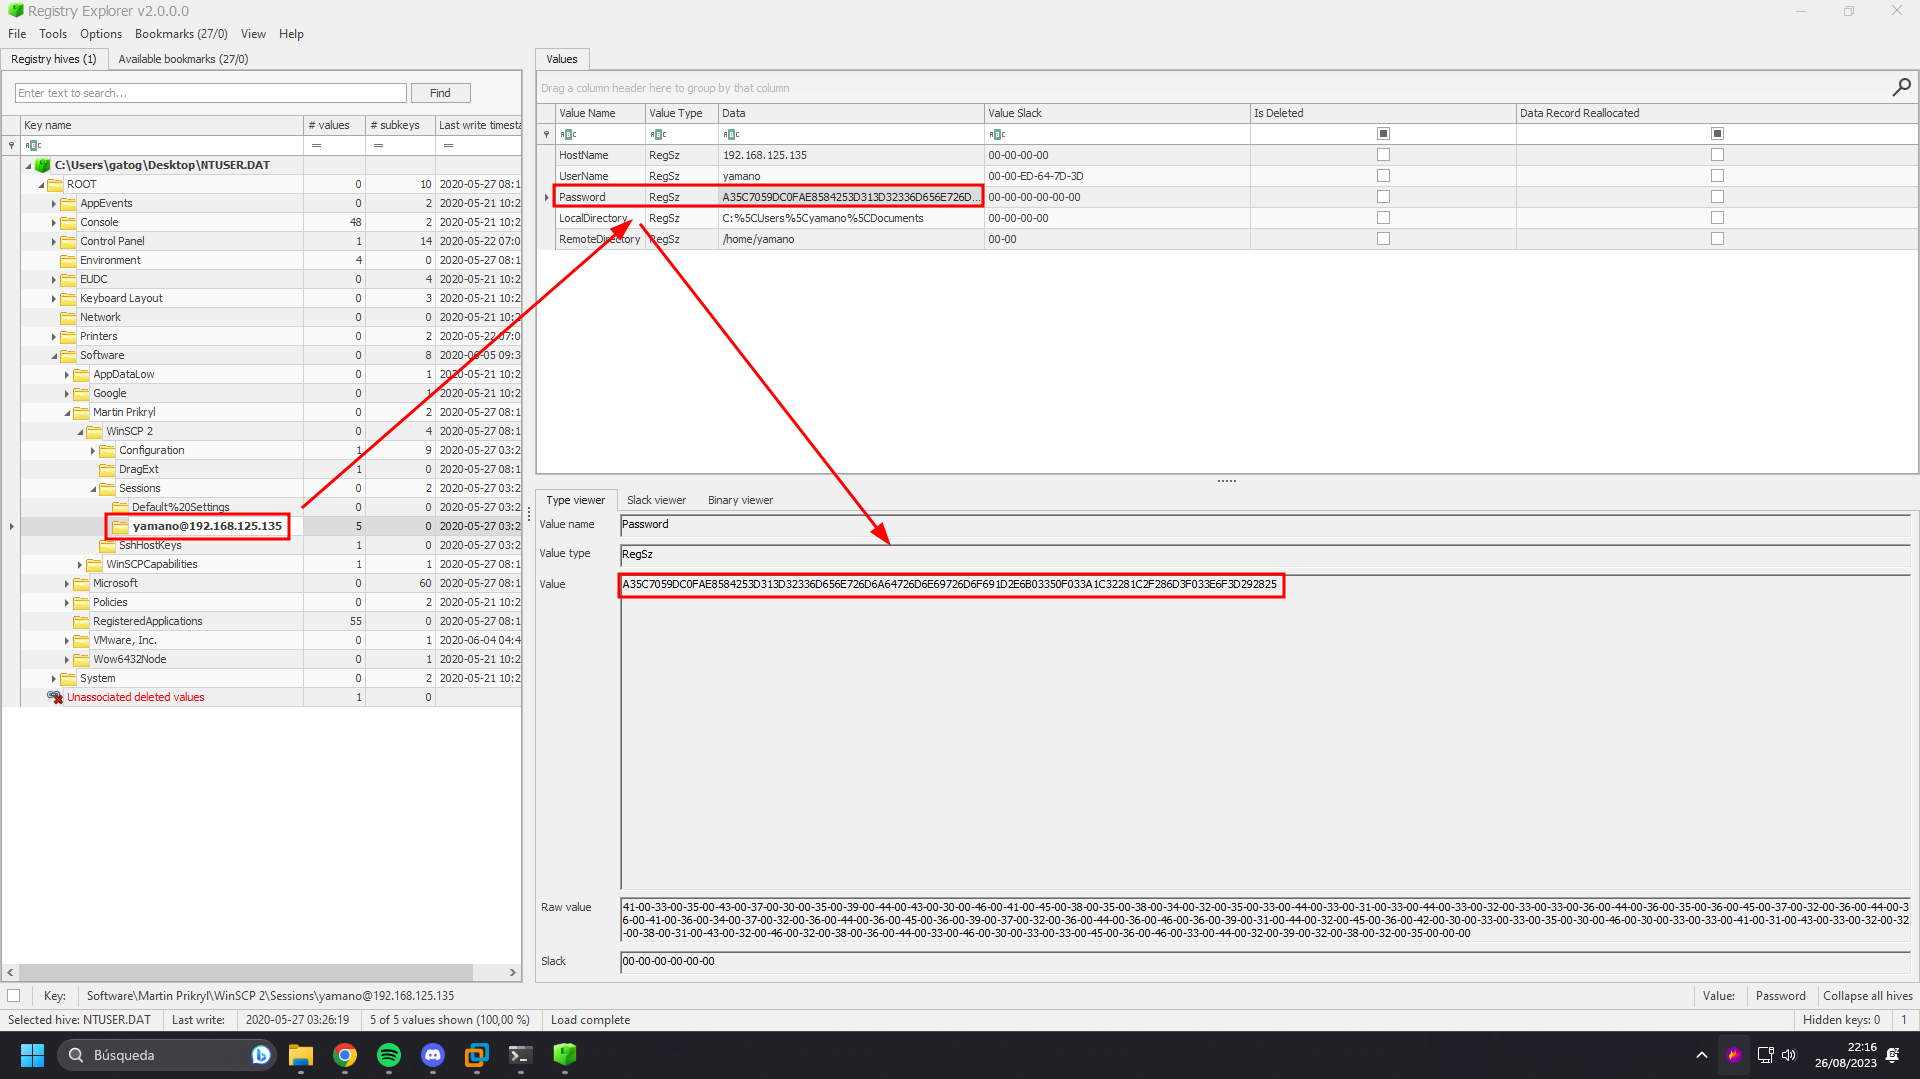 Registry Explorer v2.0.0.0
File Tools Options Bookmarks (27/0) View Help
Registry hives (1) Available bookmarks (27/0)
Enter text to search... Find
Key name # values # subkeys Last write timesta
= = =
C:\Users\gatog\Desktop\NTUSER.DAT
ROOT 0 10 2020-05-27 08:1
AppEvents 0 2 2020-05-21 10:2
Console 48 2 2020-05-21 10:2
Control Panel 1 14 2020-05-22 07:0
Environment 4 0 2020-05-27 08:1
EUDC 0 4 2020-05-21 10:2
Keyboard Layout 0 3 2020-05-21 10:2
Network 0 0 2020-05-21 10:2
Printers 0 2 2020-05-22 07:0
Software 0 8 2020-06-05 09:3
AppDataLow 0 1 2020-05-21 10:2
Google 0 1 2020-05-21 10:2
Martin Prikryl 0 2 2020-05-27 08:1
WinSCP 2 0 4 2020-05-27 08:1
Configuration 1 9 2020-05-27 03:2
DragExt 1 0 2020-05-27 08:1
Sessions 0 2 2020-05-27 03:2
Default%20Settings 0 0 2020-05-27 03:2
yamano@192.168.125.135 5 0 2020-05-27 03:2
SshHostKeys 1 0 2020-05-27 03:2
WinSCPCapabilities 1 1 2020-05-27 08:1
Microsoft 0 60 2020-05-27 08:1
Policies 0 2 2020-05-21 10:2
RegisteredApplications 55 0 2020-05-27 08:1
VMware, Inc. 0 1 2020-06-04 04:4
Wow6432Node 0 1 2020-05-21 10:2
System 0 2 2020-05-21 10:2
Unassociated deleted values 1 0
Values
Drag a column header here to group by that column
Value Name Value Type Data Value Slack Is Deleted Data Record Reallocated
HostName RegSz 192.168.125.135 00-00-00-00
UserName RegSz yamano 00-00-ED-64-7D-3D
Password RegSz A35C7059DC0FAE8584253D313D32336D656E726D... 00-00-00-00-00-00
LocalDirectory RegSz C:%5CUsers%5Cyamano%5CDocuments 00-00-00-00
RemoteDirectory RegSz /home/yamano 00-00
Type viewer Slack viewer Binary viewer
Value name Password
Value type RegSz
Value A35C7059DC0FAE8584253D313D32336D656E726D6A64726D6E69726D6F691D2E6B03350F033A1C32281C2F286D3F033E6F3D292825
Raw value 41-00-33-00-35-00-43-00-37-00-30-00-35-00-39-00-44-00-43-00-30-00-46-00-41-00-45-00-38-00-35-00-38-00-34-00-32-00-35-00-33-00-44-00-33-00-31-00-33-00-44-00-33-00-32-00-33-00-33-00-36-00-44-00-36-00-35-00-36-00-45-00-37-00-32-00-36-00-44-00-3
6-00-41-00-36-00-34-00-37-00-32-00-36-00-44-00-36-00-45-00-36-00-39-00-37-00-32-00-36-00-44-00-36-00-46-00-36-00-39-00-31-00-44-00-32-00-45-00-36-00-42-00-30-00-33-00-33-00-35-00-30-00-46-00-30-00-33-00-33-00-41-00-31-00-43-00-33-00-32-00-32
-00-38-00-31-00-43-00-32-00-46-00-32-00-38-00-36-00-44-00-33-00-46-00-30-00-33-00-33-00-45-00-36-00-46-00-33-00-44-00-32-00-39-00-32-00-38-00-32-00-35-00-00-00
Slack 00-00-00-00-00-00
Key: Software\Martin Prikryl\WinSCP 2\Sessions\yamano@192.168.125.135 Value: Password Collapse all hives
Selected hive: NTUSER.DAT Last write: 2020-05-27 03:26:19 5 of 5 values shown (100,00 %) Load complete Hidden keys: 0 1
Búsqueda
22:16
26/08/2023